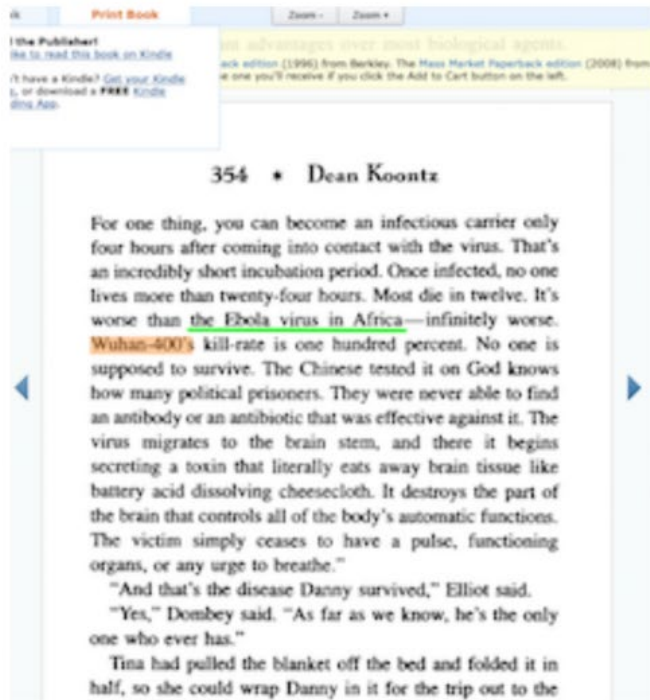 Print Book
Zoom -
Zoom +
the Publisher!
like to read this book on Kindle
't have a Kindle? Get your Kindle
, or download a FREE Kindle
ding App.
advantages over most biological agents.
ack edition (1996) from Berkley. The Mass Market Paperback edition (2008) from
e one you'll receive if you click the Add to Cart button on the left.
354 * Dean Koontz
For one thing, you can become an infectious carrier only
four hours after coming into contact with the virus. That's
an incredibly short incubation period. Once infected, no one
lives more than twenty-four hours. Most die in twelve. It's
worse than the Ebola virus in Africa—infinitely worse.
Wuhan-400's kill-rate is one hundred percent. No one is
supposed to survive. The Chinese tested it on God knows
how many political prisoners. They were never able to find
an antibody or an antibiotic that was effective against it. The
virus migrates to the brain stem, and there it begins
secreting a toxin that literally eats away brain tissue like
battery acid dissolving cheesecloth. It destroys the part of
the brain that controls all of the body's automatic functions.
The victim simply ceases to have a pulse, functioning
organs, or any urge to breathe."
"And that's the disease Danny survived," Elliot said.
"Yes," Dombey said. "As far as we know, he's the only
one who ever has."
Tina had pulled the blanket off the bed and folded it in
half, so she could wrap Danny in it for the trip out to the